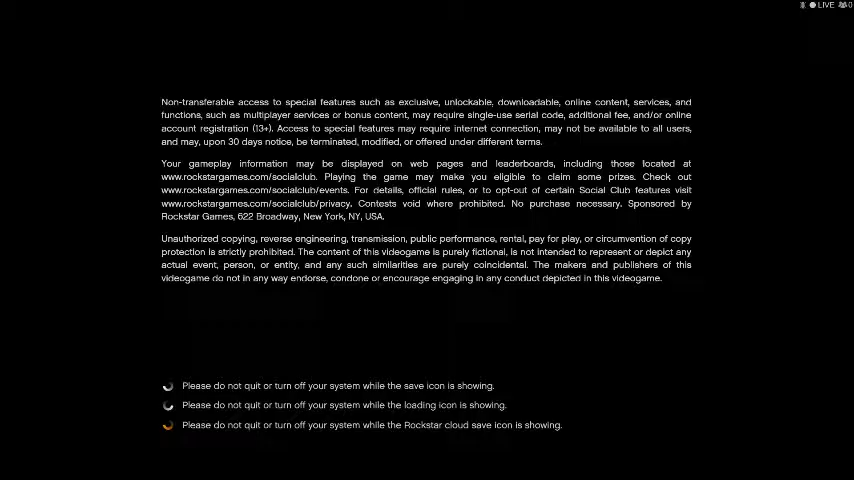 LIVE 0
Non-transferable access to special features such as exclusive, unlockable, downloadable, online content, services, and
functions, such as multiplayer services or bonus content, may require single-use serial code, additional fee, and/or online
account registration (13+). Access to special features may require internet connection, may not be available to all users,
and may, upon 30 days notice, be terminated, modified, or offered under different terms.
Your gameplay information may be displayed on web pages and leaderboards, including those located at
www.rockstargames.com/socialclub. Playing the game may make you eligible to claim some prizes. Check out
www.rockstargames.com/socialclub/events. For details, official rules, or to opt-out of certain Social Club features visit
www.rockstargames.com/socialclub/privacy. Contests void where prohibited. No purchase necessary. Sponsored by
Rockstar Games, 622 Broadway, New York, NY, USA.
Unauthorized copying, reverse engineering, transmission, public performance, rental, pay for play, or circumvention of copy
protection is strictly prohibited. The content of this videogame is purely fictional, is not intended to represent or depict any
actual event, person, or entity, and any such similarities are purely coincidental. The makers and publishers of this
videogame do not in any way endorse, condone or encourage engaging in any conduct depicted in this videogame.
Please do not quit or turn off your system while the save icon is showing.
Please do not quit or turn off your system while the loading icon is showing.
Please do not quit or turn off your system while the Rockstar cloud save icon is showing.